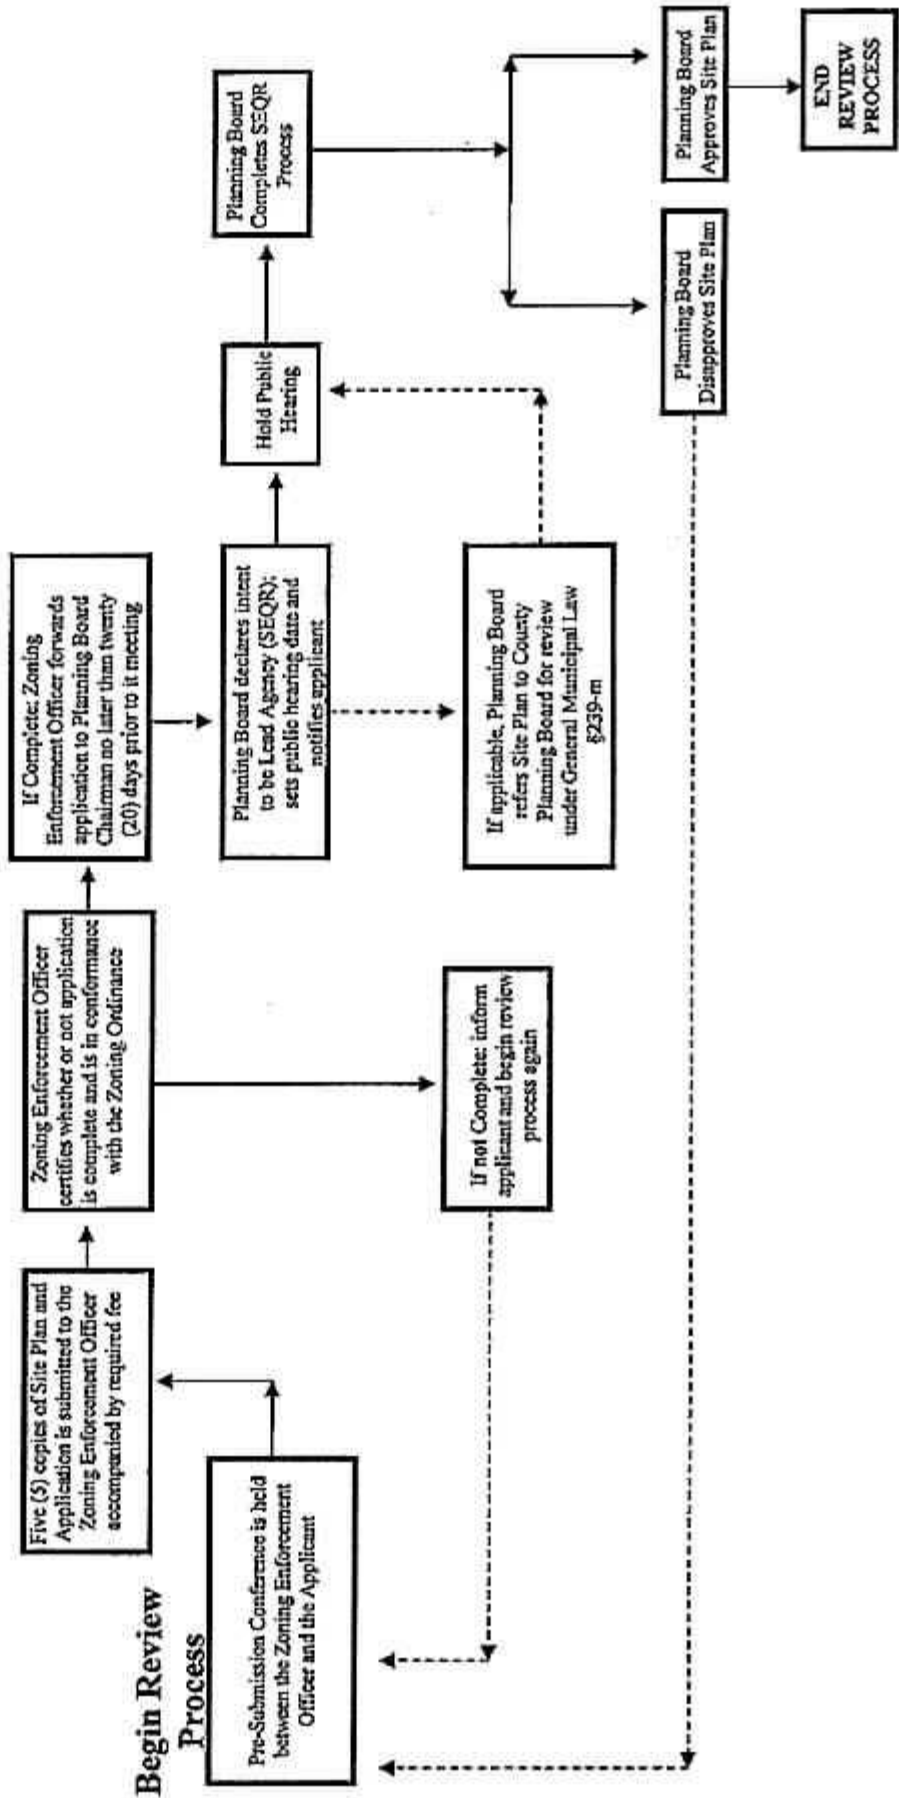 Begin Review
Process
Pre-Submission Conference is held
between the Zoning Enforcement
Officer and the Applicant
Five (5) copies of Site Plan and
Application is submitted to the
Zoning Enforcement Officer
accompanied by required fee
Zoning Enforcement Officer
certifies whether or not application
is complete and is in conformance
with the Zoning Ordinance
If not Complete: inform
applicant and begin review
process again
If Complete: Zoning
Enforcement Officer forwards
application to Planning Board
Chairman no later than twenty
(20) days prior to it meeting
Planning Board declares intent
to be Lead Agency (SEQR);
sets public hearing date and
notifies applicant
If applicable, Planning Board
refers Site Plan to County
Planning Board for review
under General Municipal Law
§239-m
Hold Public
Hearing
Planning Board
Completes SEQR
Process
Planning Board
Disapproves Site Plan
Planning Board
Approves Site Plan
END
REVIEW
PROCESS